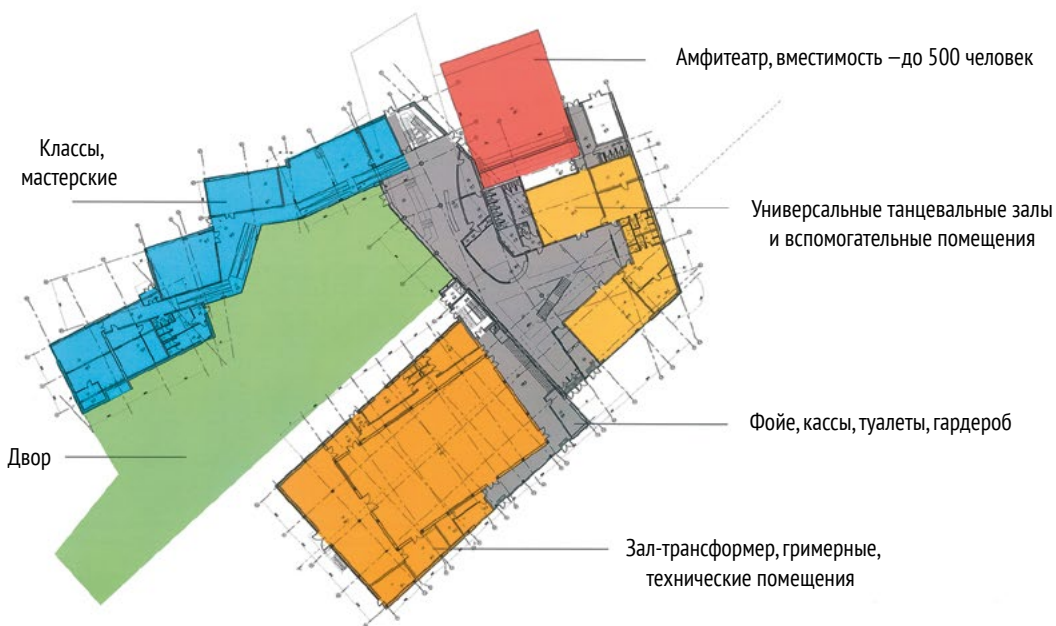 Амфитеатр, вместимость —до 500 человек
Классы,
мастерские
Универсальные танцевальные залы
и вспомогательные помещения
Фойе, кассы, туалеты, гардероб
Двор
Зал-трансформер, гримерные,
технические помещения